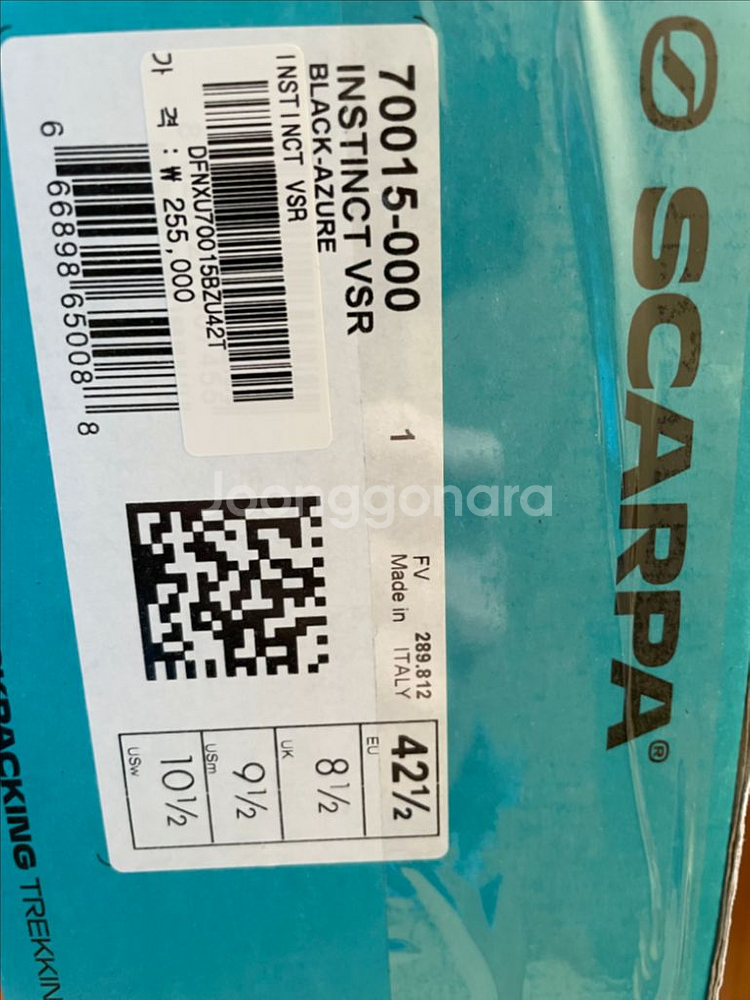 SCARPA®
70015-000
INSTINCT VSR
BLACK-AZURE
1
FV 289.812
Made in ITALY
EU 42½
UK 8½
USm 9½
USw 10½
INSTINCT VSR
DFNXU70015BZU42T
가 격 : ₩ 255,000
6 66898 65008 8
Joonggonara
TREKKIN